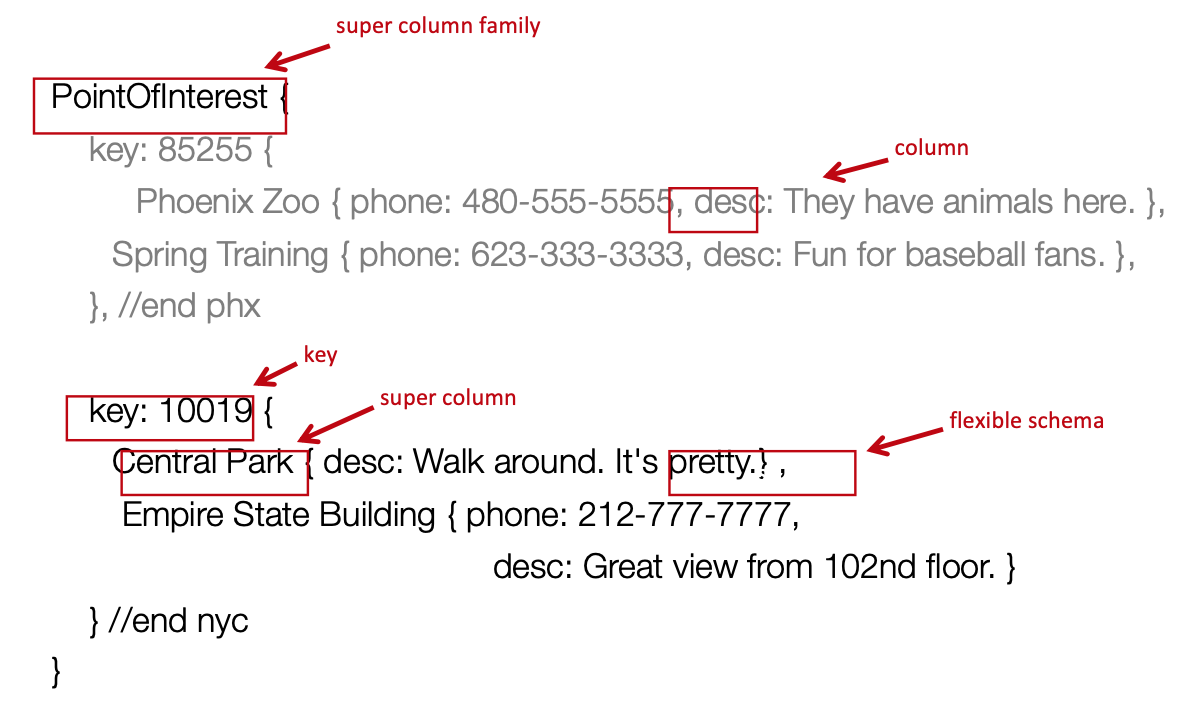 super column family
PointOfInterest {
key: 85255 {
column
Phoenix Zoo { phone: 480-555-5555, desc: They have animals here. },
Spring Training { phone: 623-333-3333, desc: Fun for baseball fans. },
}, //end phx
key
key: 10019 {
super column
flexible schema
Central Park { desc: Walk around. It's pretty.} ,
Empire State Building { phone: 212-777-7777,
desc: Great view from 102nd floor. }
} //end nyc
}